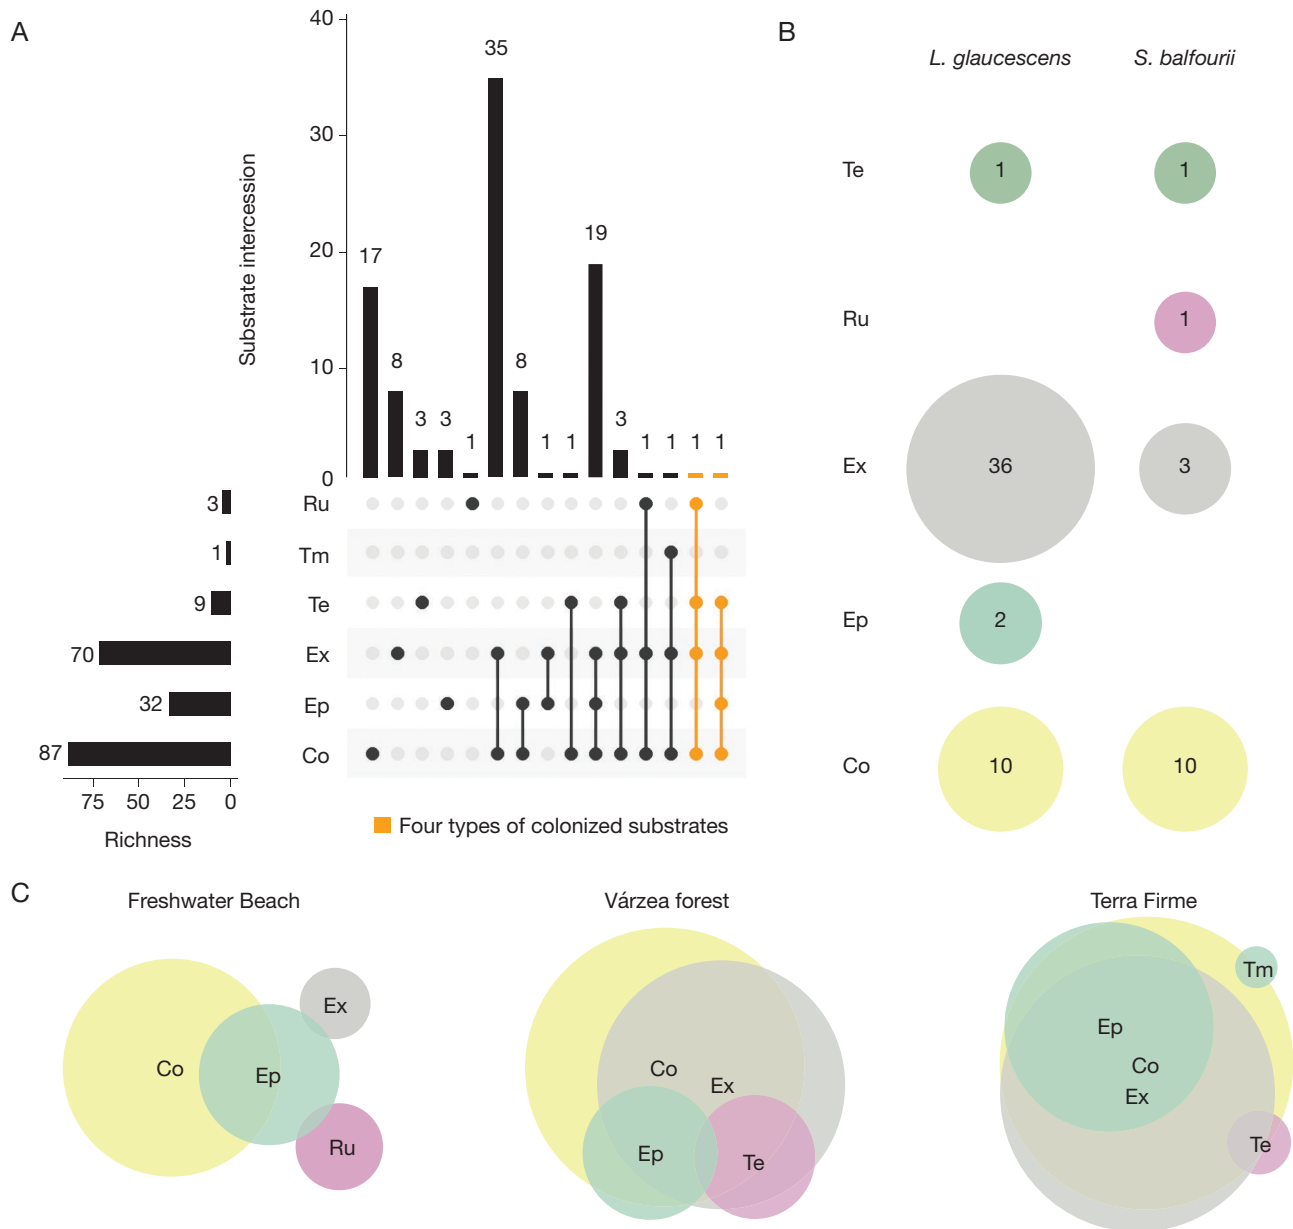 A
B
L. glaucescens
S. balfourii
Substrate intercession
40
30
20
10
0
17
8
3
3
1
35
8
1
1
19
3
1
1
1
1
Ru
Tm
Te
Ex
Ep
Co
3
1
9
70
32
87
75
50
25
0
Richness
Four types of colonized substrates
Te
1
1
Ru
1
Ex
36
3
Ep
2
Co
10
10
C
Freshwater Beach
Co
Ep
Ex
Ru
Várzea forest
Co
Ex
Ep
Te
Terra Firme
Tm
Ep
Co
Ex
Te